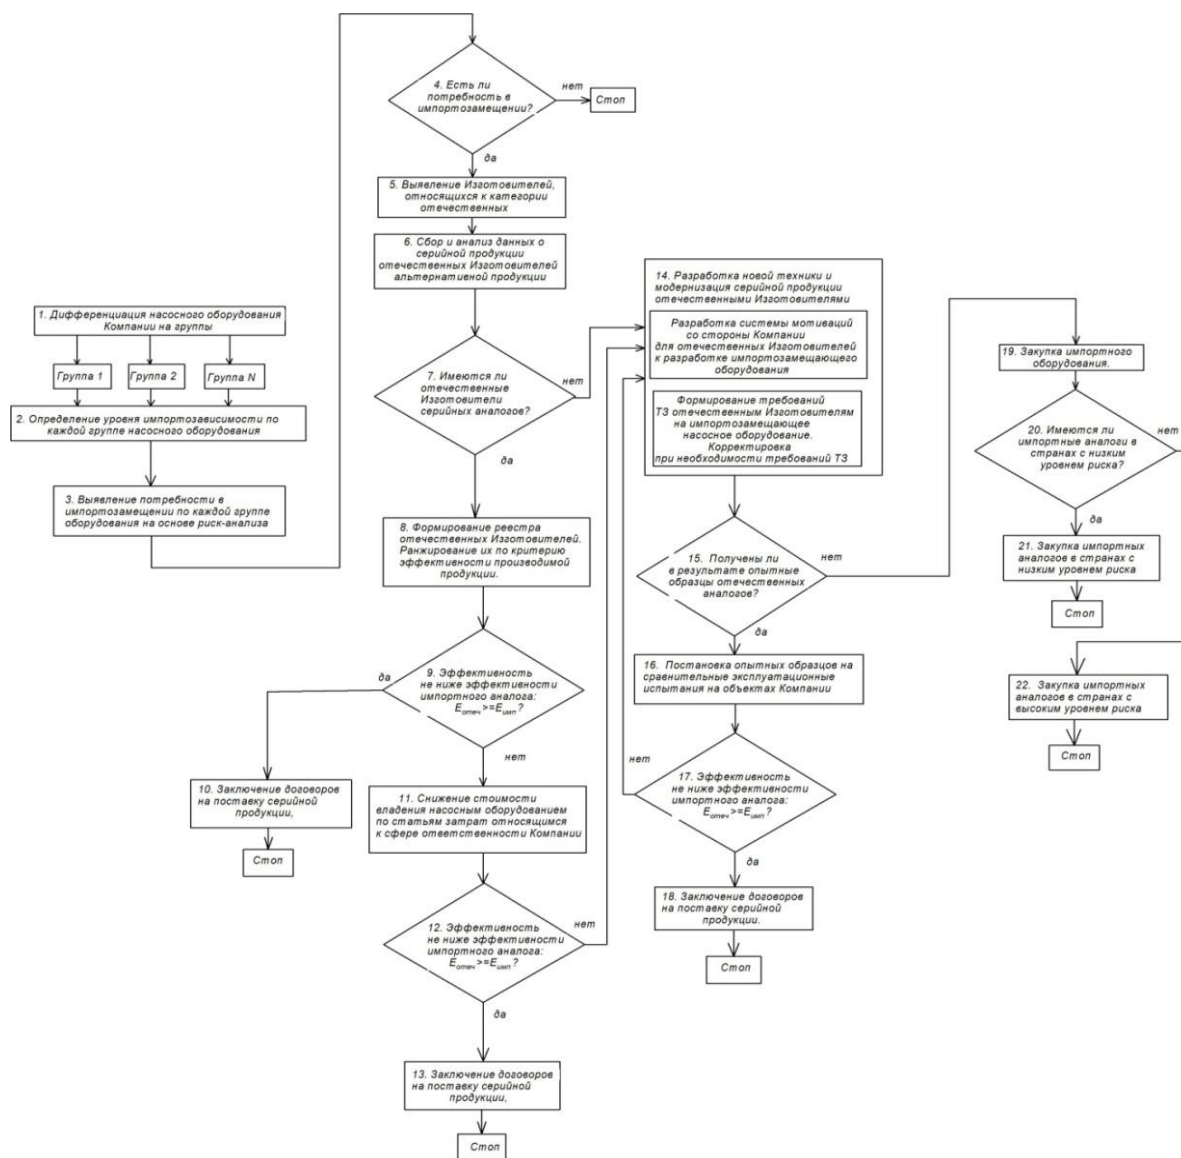 1. Дифференциация насосного оборудования
Компании на группы
Группа 1
Группа 2
Группа N
2. Определение уровня импортозависимости по
каждой группе насосного оборудования
3. Выявление потребности в
импортозамещении по каждой группе
оборудования на основе риск-анализа
4. Есть ли
потребность в
импортозамещении?
нет
Стоп
да
5. Выявление Изготовителей,
относящихся к категории
отечественных
6. Сбор и анализ данных о
серийной продукции
отечественных Изготовителей
альтернативной продукции
7. Имеются ли
отечественные
Изготовители
серийных аналогов?
нет
да
8. Формирование реестра
отечественных Изготовителей.
Ранжирование их по критерию
эффективности производимой
продукции.
9. Эффективность
не ниже эффективности
импортного аналога:
Eотеч>=Eимп?
да
нет
10. Заключение договоров
на поставку серийной
продукции,
Стоп
11. Снижение стоимости
владения насосным оборудованием
по статьям затрат относящимся
к сфере ответственности Компании
12. Эффективность
не ниже эффективности
импортного аналога:
Eотеч>=Eимп?
нет
да
13. Заключение договоров
на поставку серийной
продукции,
Стоп
14. Разработка новой техники и
модернизация серийной продукции
отечественными Изготовителями
Разработка системы мотиваций
со стороны Компании
для отечественных Изготовителей
к разработке импортозамещающего
оборудования
Формирование требований
ТЗ отечественным Изготовителям
на импортозамещающее
насосное оборудование.
Корректировка
при необходимости требований ТЗ
15. Получены ли
в результате опытные
образцы отечественных
аналогов?
нет
да
16. Постановка опытных образцов на
сравнительные эксплуатационные
испытания на объектах Компании
17. Эффективность
не ниже эффективности
импортного аналога:
Eотеч>=Eимп?
нет
да
18. Заключение договоров
на поставку серийной
продукции.
Стоп
19. Закупка импортного
оборудования.
20. Имеются ли
импортные аналоги в
странах с низким
уровнем риска?
нет
да
21. Закупка импортных
аналогов в странах с
низким уровнем риска
Стоп
22. Закупка импортных
аналогов в странах с
высоким уровнем риска
Стоп